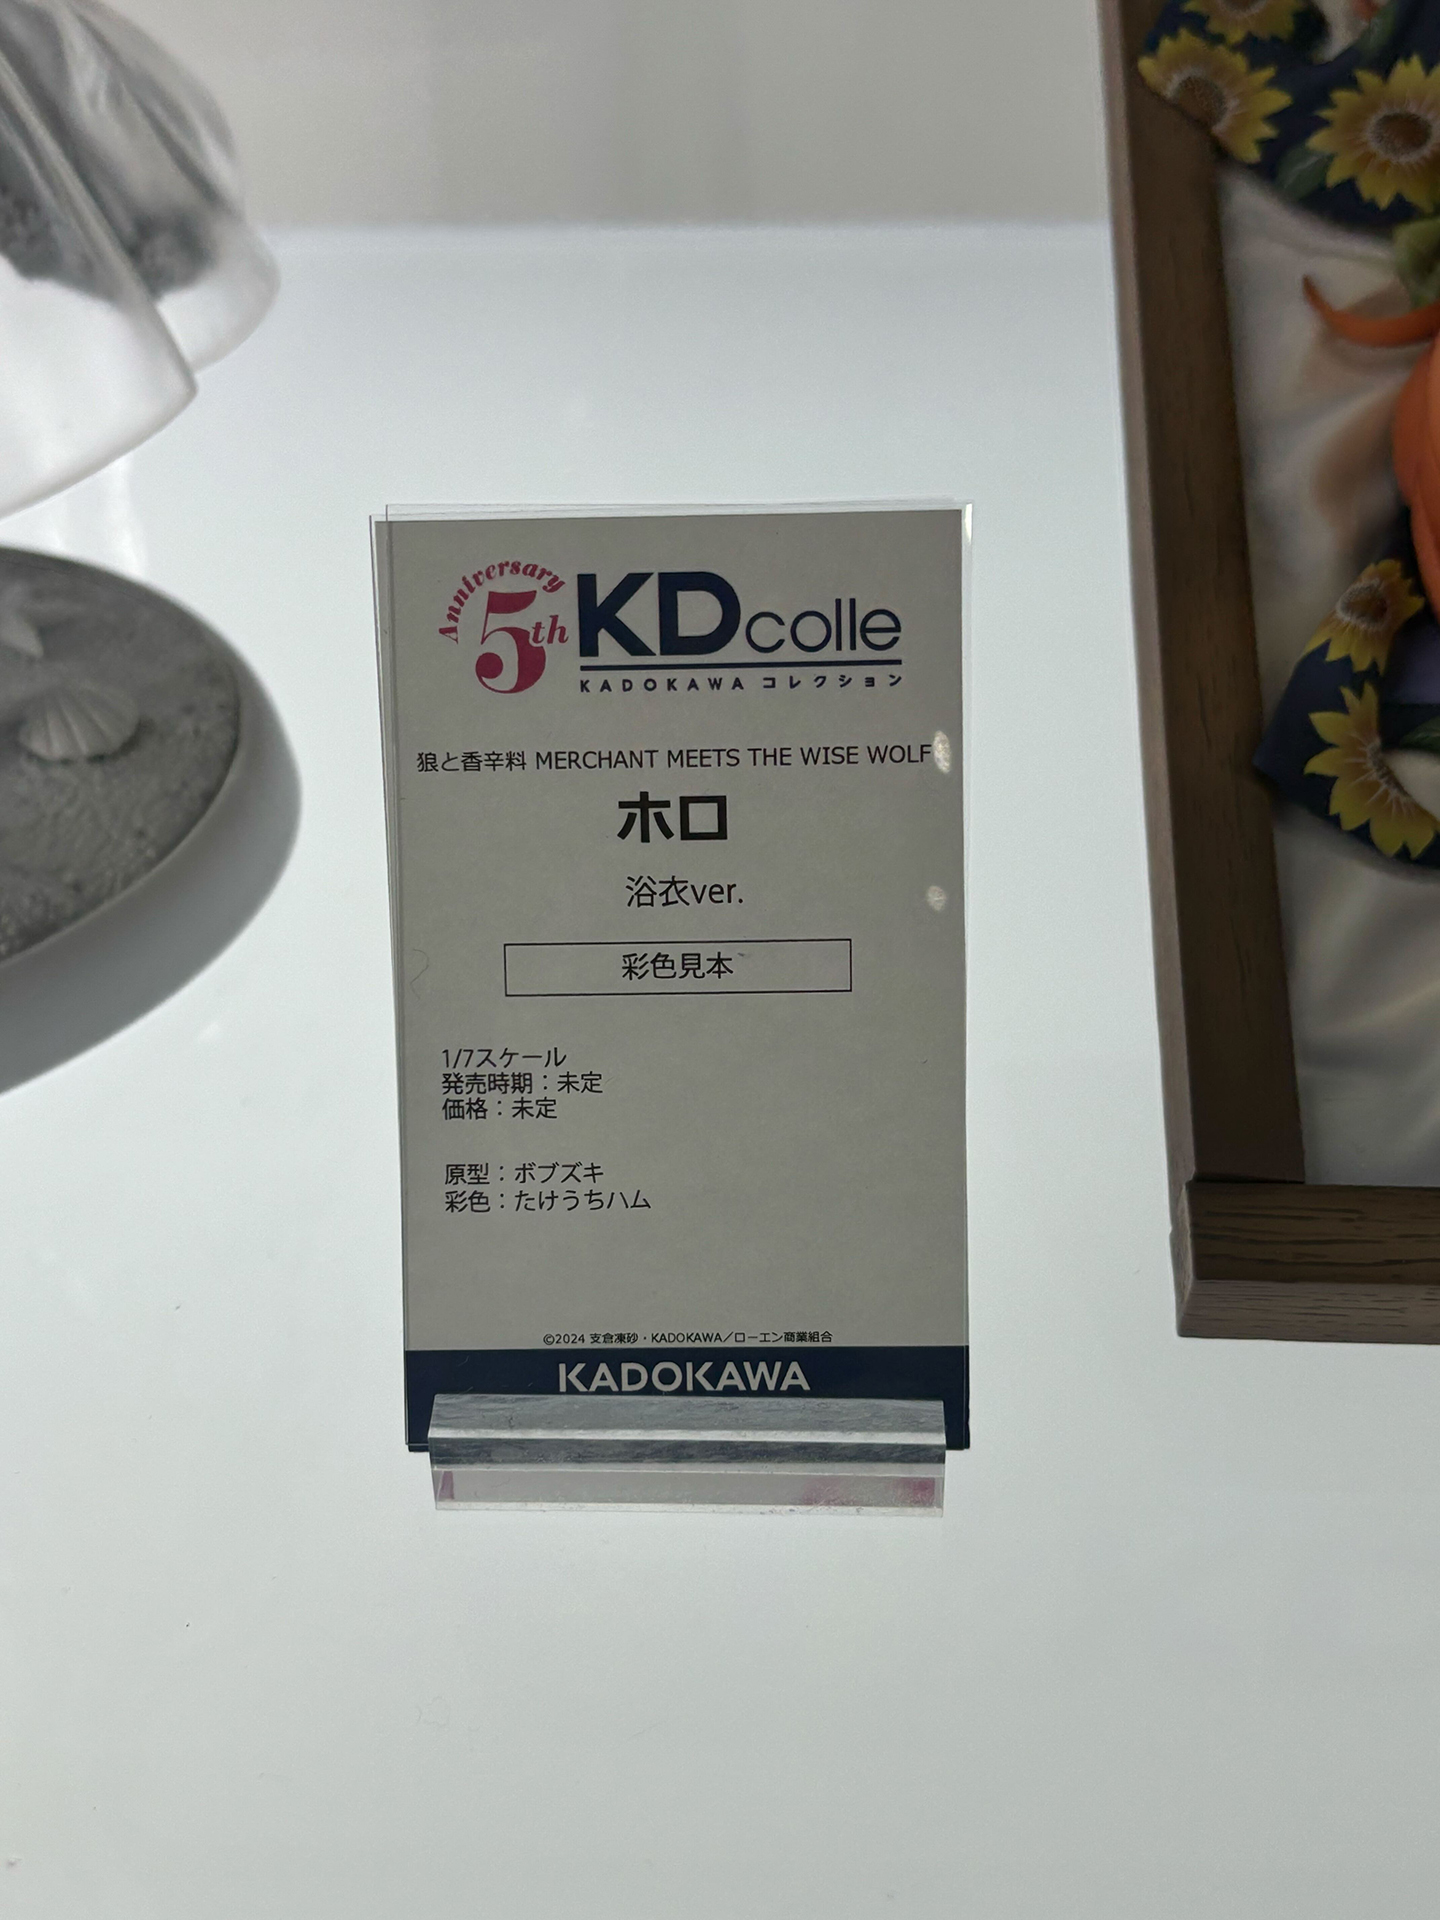 Anniversary
5th
KDcolle
KADOKAWA コレクション
狼と香辛料 MERCHANT MEETS THE WISE WOLF
ホロ
浴衣ver.
彩色見本
1/7スケール
発売時期：未定
価格：未定
原型：ボブズキ
彩色：たけうちハム
©2024 支倉凍砂・KADOKAWA／ローエン商業組合
KADOKAWA